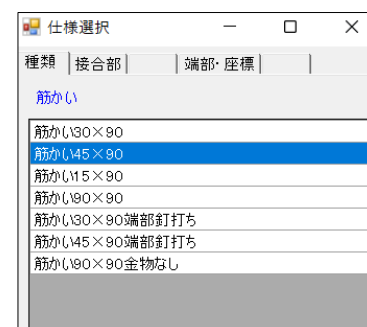 仕様選択
種類 接合部 端部・座標
筋かい
筋かい30×90
筋かい45×90
筋かい15×90
筋かい90×90
筋かい30×90端部釘打ち
筋かい45×90端部釘打ち
筋かい90×90金物なし